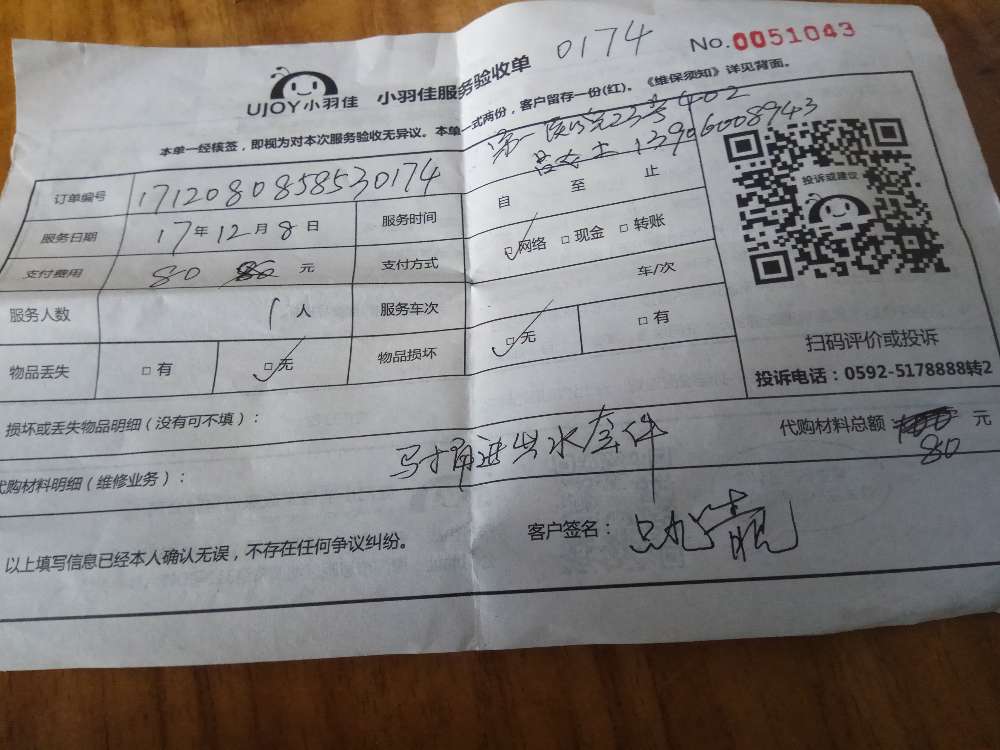 0174
No.0051043
UJOY小羽佳 小羽佳服务验收单
本单一经核签，即视为对本次服务验收无异议。本单一式两份，客户留存一份(红)。《维保须知》详见背面。
23号402
女士 13906008943
订单编号 171208085853 0174
服务日期 17年12月8日 服务时间 自 至 止
支付费用 80 元 支付方式 网络 现金 转账
服务人数 1人 服务车次 车/次
物品丢失 有 无 物品损坏 无 有
投诉或建议
扫码评价或投诉
投诉电话：0592-5178888转2
损坏或丢失物品明细（没有可不填）：
代购材料总额 80 元
代购材料明细（维修业务）： 马桶进出水套件
以上填写信息已经本人确认无误，不存在任何争议纠纷。
客户签名：